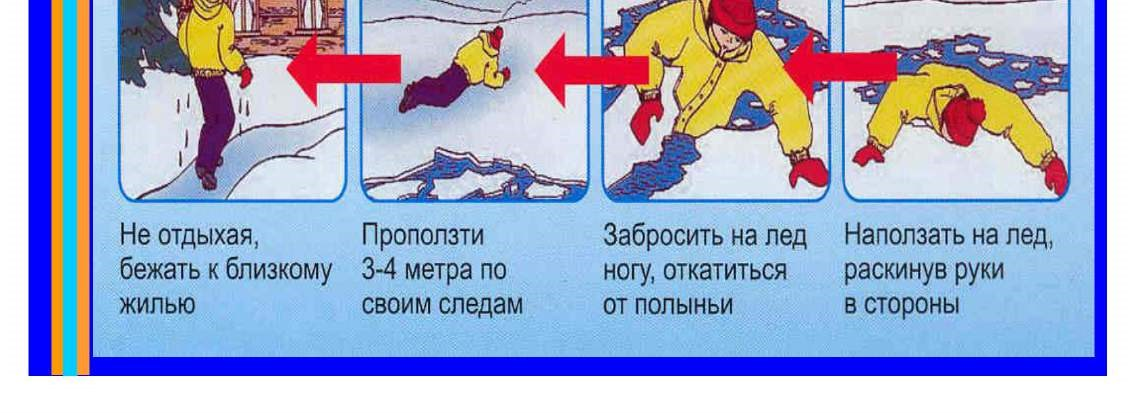 Не отдыхая,
бежать к близкому
жилью
Проползти
3-4 метра по
своим следам
Забросить на лед
ногу, откатиться
от полыньи
Наползать на лед,
раскинув руки
в стороны